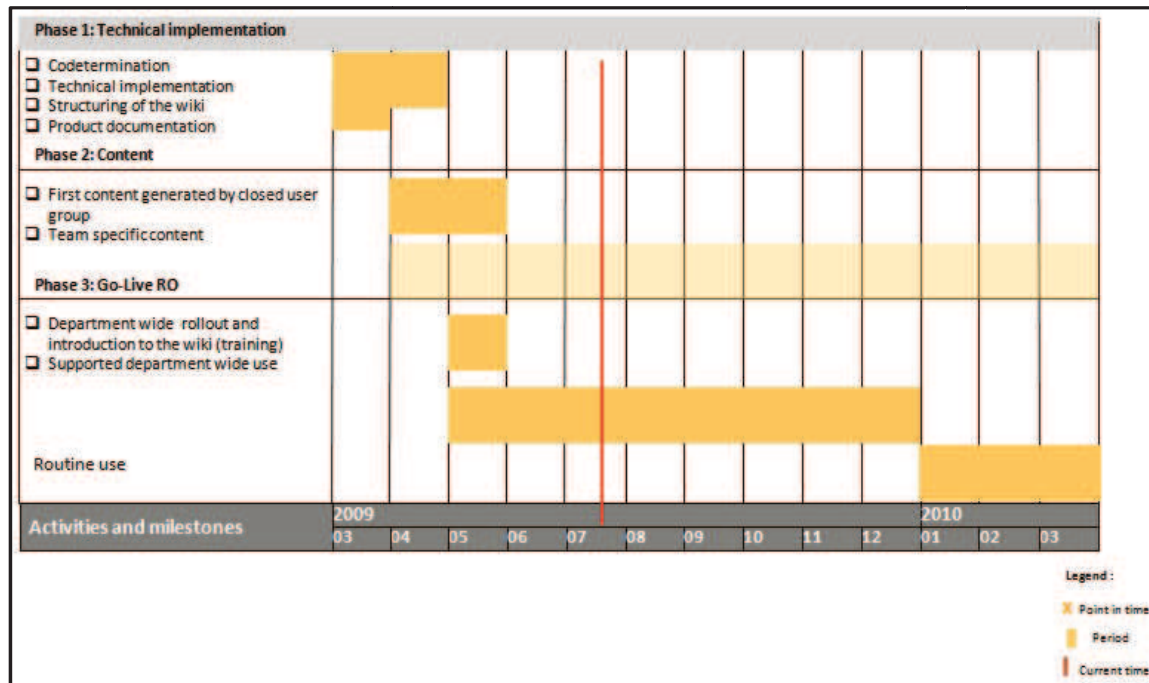 Phase 1: Technical implementation
❑ Codetermination
❑ Technical implementation
❑ Structuring of the wiki
❑ Product documentation
Phase 2: Content
❑ First content generated by closed user
group
❑ Team specific content
Phase 3: Go-Live RO
❑ Department wide rollout and
introduction to the wiki (training)
❑ Supported department wide use
Routine use
Activities and milestones
2009 2010
03 04 05 06 07 08 09 10 11 12 01 02 03
Legend :
X Point in time
Period
Current time